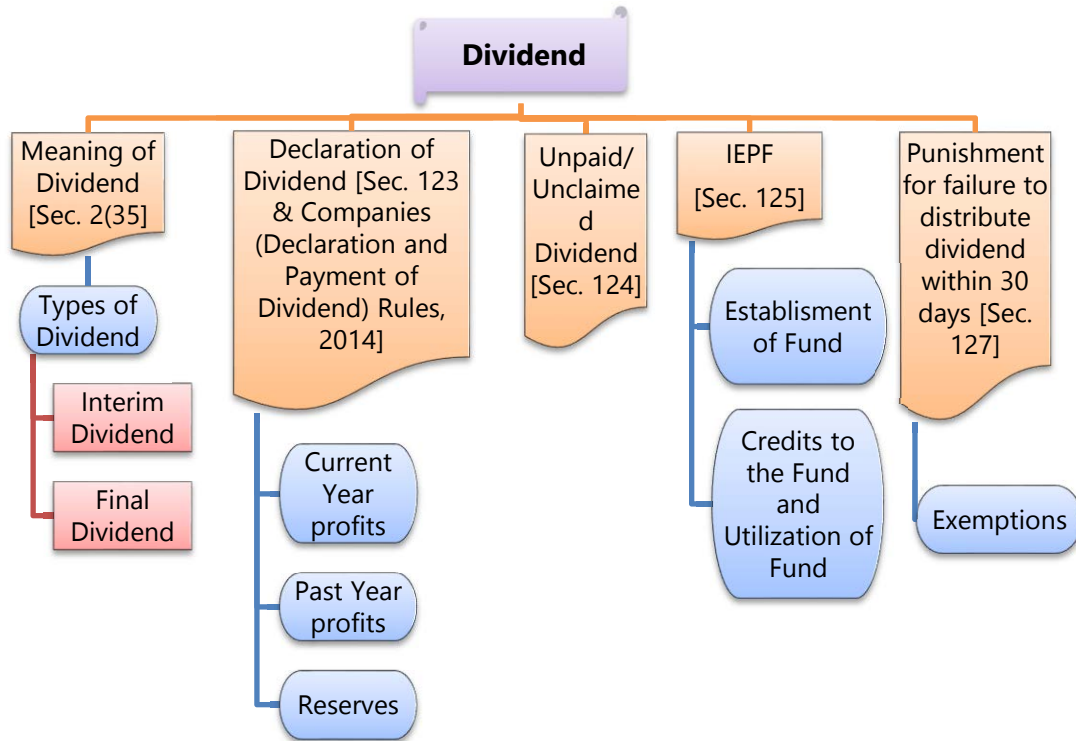 Dividend
Meaning of
Dividend
[Sec. 2(35]
Types of
Dividend
Interim
Dividend
Final
Dividend
Declaration of
Dividend [Sec. 123
& Companies
(Declaration and
Payment of
Dividend) Rules,
2014]
Current
Year
profits
Past Year
profits
Reserves
Unpaid/
Unclaime
d
Dividend
[Sec. 124]
IEPF
[Sec. 125]
Establisment
of Fund
Credits to
the Fund
and
Utilization of
Fund
Punishment
for failure to
distribute
dividend
within 30
days [Sec.
127]
Exemptions